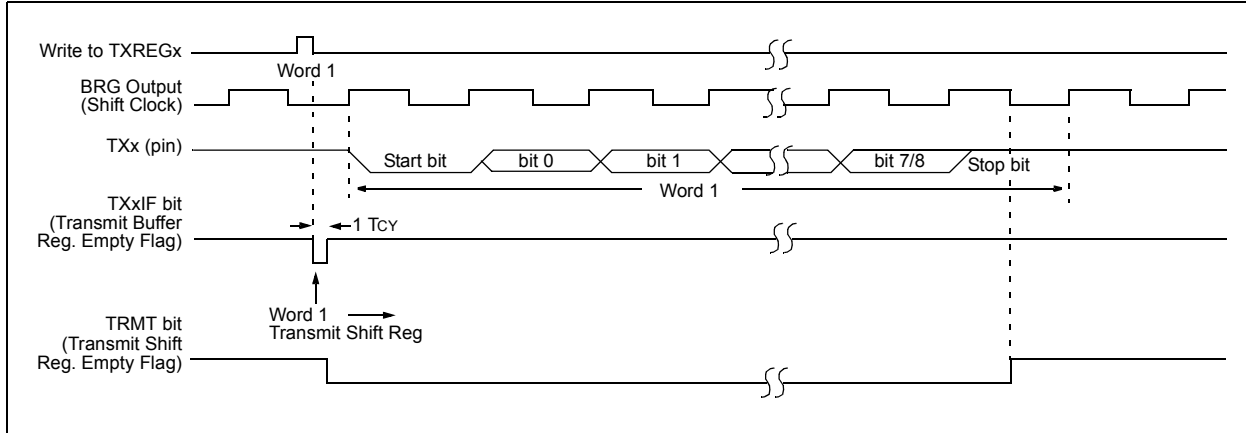 Write to TXREGx
Word 1
BRG Output
(Shift Clock)
TXx (pin)
Start bit
bit 0
bit 1
bit 7/8
Stop bit
Word 1
TXxIF bit
(Transmit Buffer
Reg. Empty Flag)
1 TCY
Word 1
Transmit Shift Reg
TRMT bit
(Transmit Shift
Reg. Empty Flag)